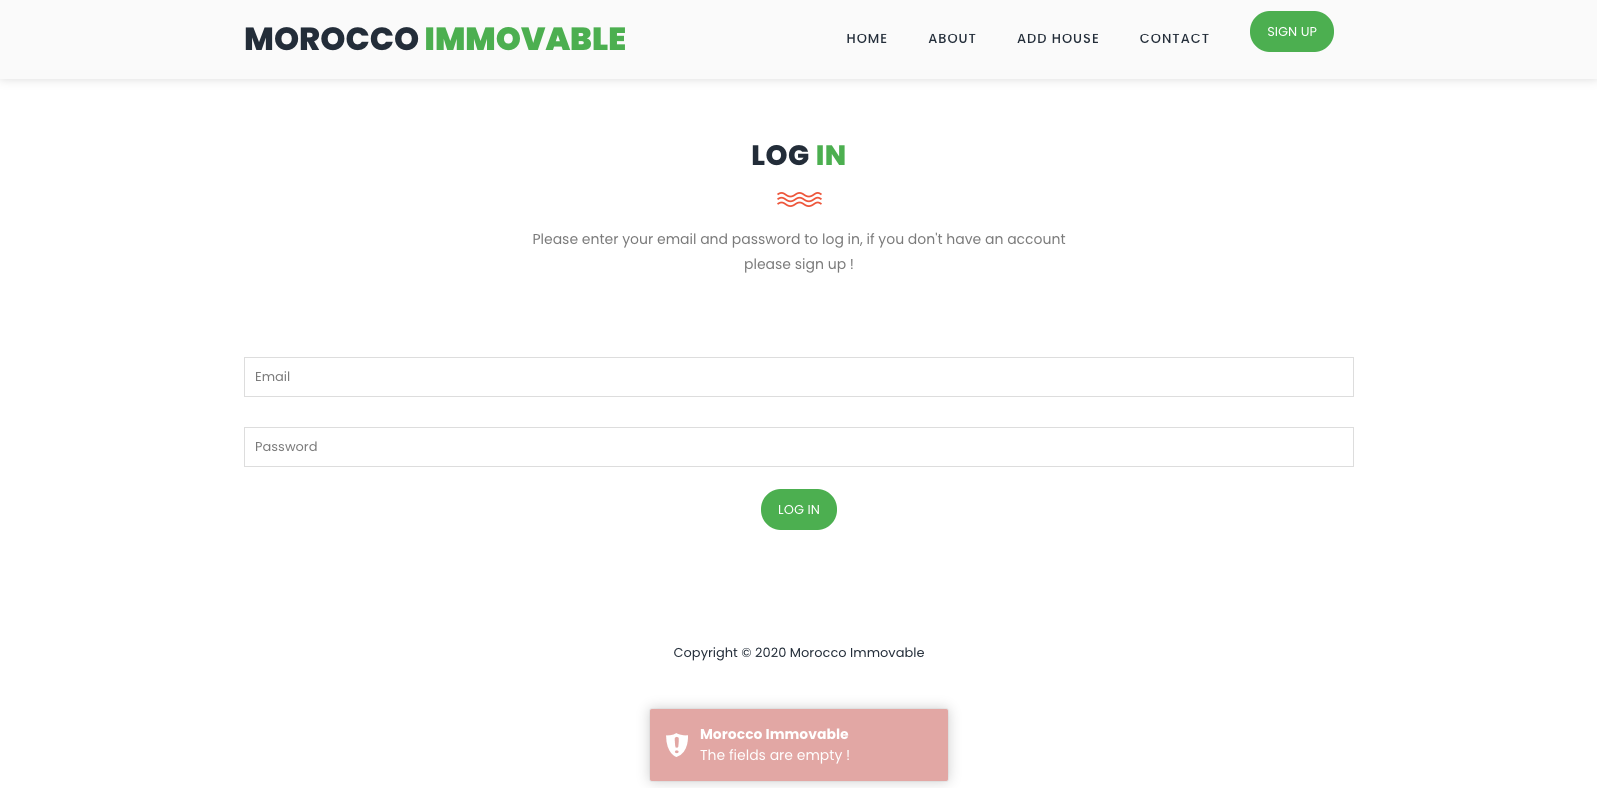 MOROCCO IMMOVABLE
HOME ABOUT ADD HOUSE CONTACT SIGN UP
LOG IN
Please enter your email and password to log in, if you don't have an account
please sign up !
Email
Password
LOG IN
Copyright © 2020 Morocco Immovable
Morocco Immovable
The fields are empty !